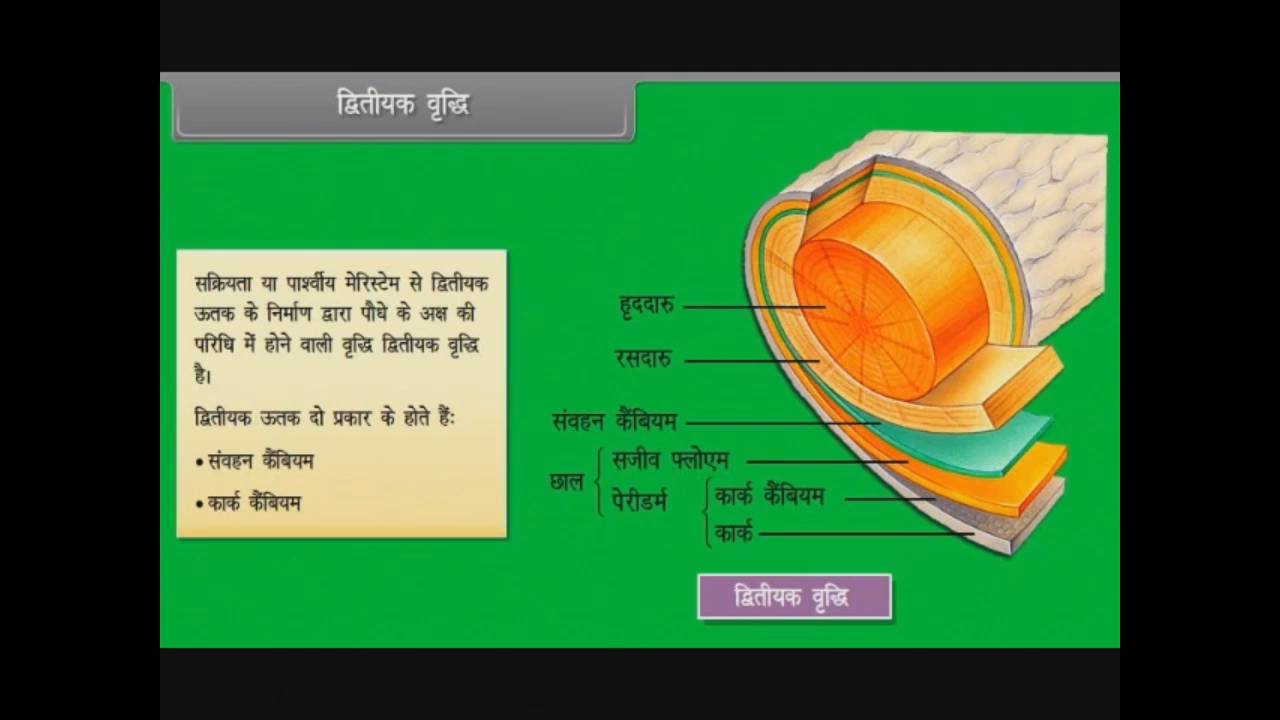 द्वितीयक वृद्धि
सक्रियता या पार्श्वीय मेरिस्टेम से द्वितीयक
ऊतक के निर्माण द्वारा पौघे के अक्ष की
परिधि में होने वाली वृद्धि द्वितीयक वृद्धि
है।
द्वितीयक ऊतक दो प्रकार के होते हैंः
• संवहन कैंबियम
• कार्क कैंबियम
हृददारु
रसदारु
संवहन कैंबियम
छाल
सजीव फ्लोएम
पेरीडर्म
कार्क कैंबियम
कार्क
द्वितीयक वृद्धि